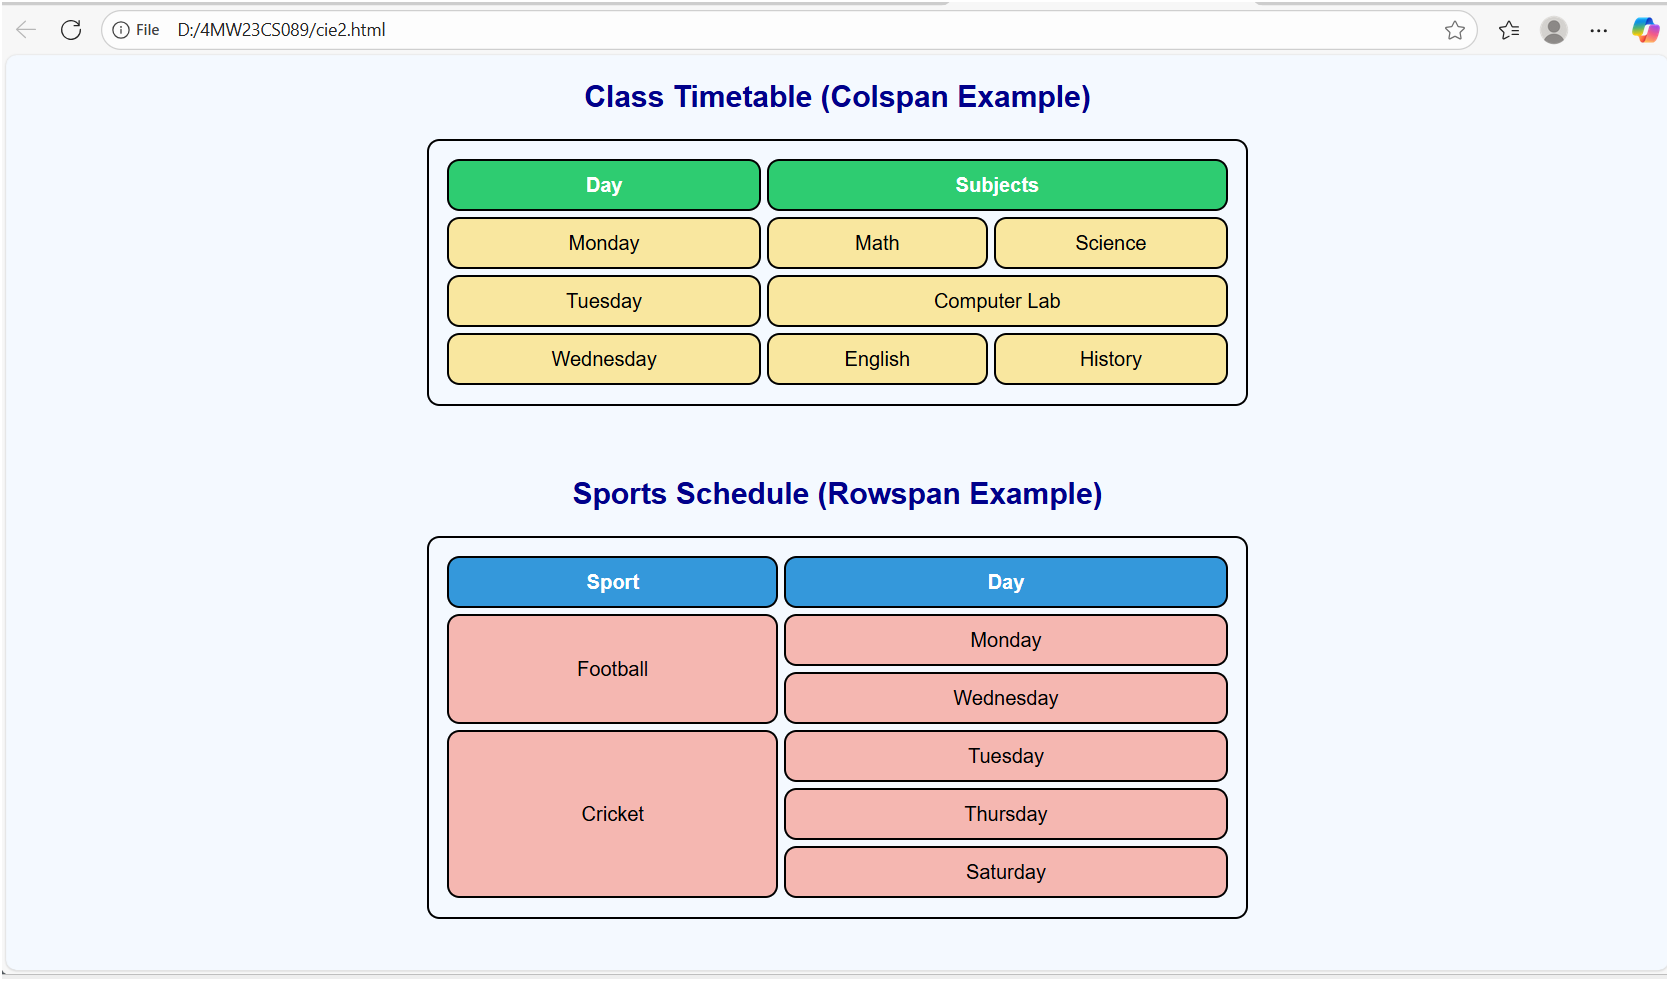 File D:/4MW23CS089/cie2.html
Class Timetable (Colspan Example)
Day Subjects
Monday Math Science
Tuesday Computer Lab
Wednesday English History
Sports Schedule (Rowspan Example)
Sport Day
Football Monday
Wednesday
Cricket Tuesday
Thursday
Saturday